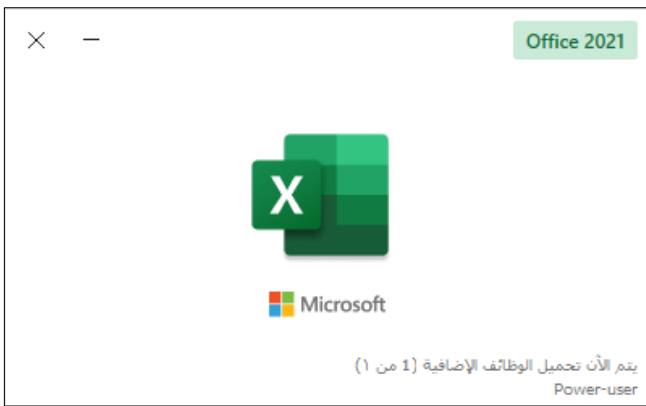 Office 2021
X
Microsoft
يتم الآن تحميل الوظائف الإضافية (1 من ١)
Power-user